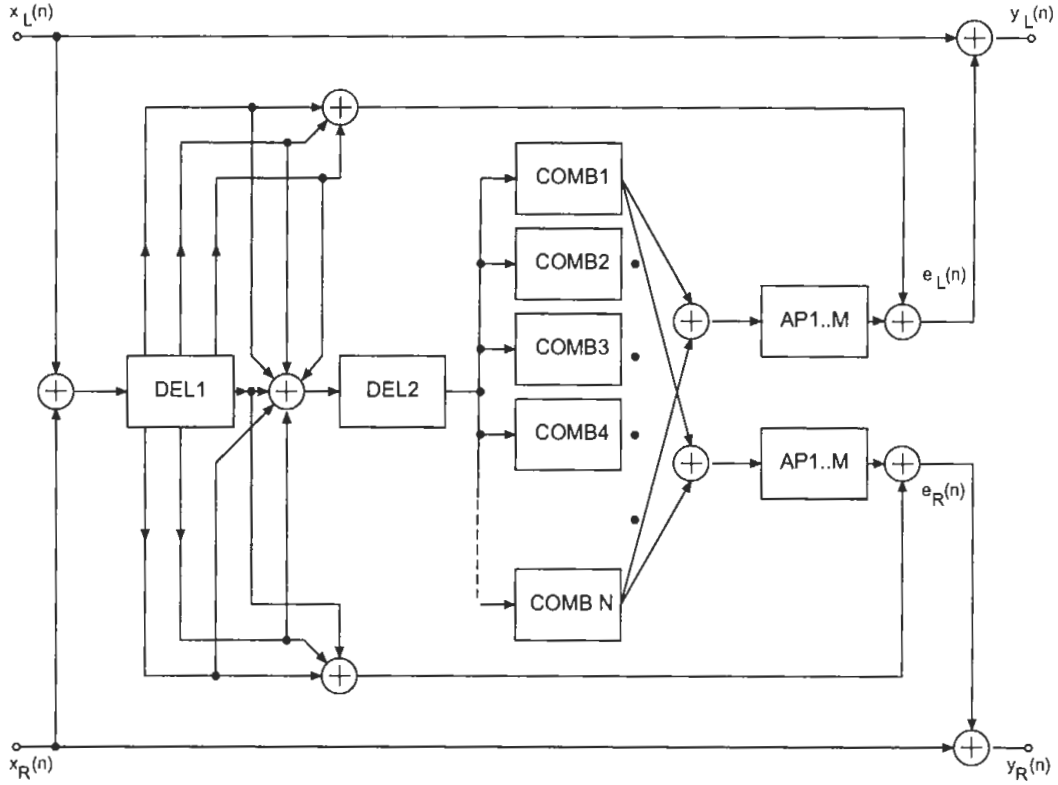 x_L(n)
y_L(n)
COMB1
COMB2
e_L(n)
AP1..M
COMB3
DEL1
DEL2
COMB4
AP1..M
e_R(n)
COMB N
x_R(n)
y_R(n)